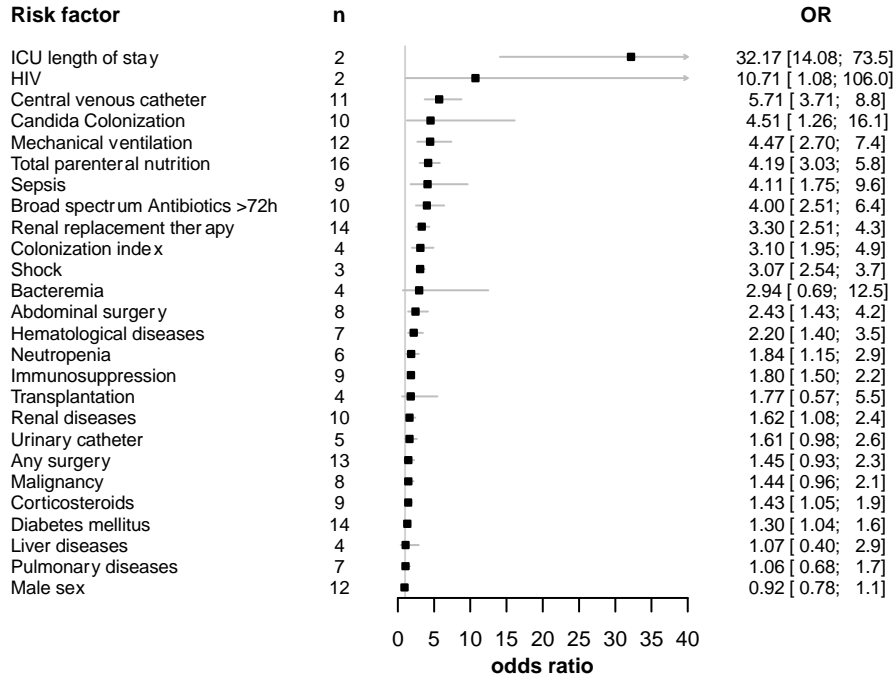 Risk factor n OR
ICU length of stay 2 32.17 [14.08; 73.5]
HIV 2 10.71 [ 1.08; 106.0]
Central venous catheter 11 5.71 [ 3.71; 8.8]
Candida Colonization 10 4.51 [ 1.26; 16.1]
Mechanical ventilation 12 4.47 [ 2.70; 7.4]
Total parenteral nutrition 16 4.19 [ 3.03; 5.8]
Sepsis 9 4.11 [ 1.75; 9.6]
Broad spectrum Antibiotics >72h 10 4.00 [ 2.51; 6.4]
Renal replacement therapy 14 3.30 [ 2.51; 4.3]
Colonization index 4 3.10 [ 1.95; 4.9]
Shock 3 3.07 [ 2.54; 3.7]
Bacteremia 4 2.94 [ 0.69; 12.5]
Abdominal surgery 8 2.43 [ 1.43; 4.2]
Hematological diseases 7 2.20 [ 1.40; 3.5]
Neutropenia 6 1.84 [ 1.15; 2.9]
Immunosuppression 9 1.80 [ 1.50; 2.2]
Transplantation 4 1.77 [ 0.57; 5.5]
Renal diseases 10 1.62 [ 1.08; 2.4]
Urinary catheter 5 1.61 [ 0.98; 2.6]
Any surgery 13 1.45 [ 0.93; 2.3]
Malignancy 8 1.44 [ 0.96; 2.1]
Corticosteroids 9 1.43 [ 1.05; 1.9]
Diabetes mellitus 14 1.30 [ 1.04; 1.6]
Liver diseases 4 1.07 [ 0.40; 2.9]
Pulmonary diseases 7 1.06 [ 0.68; 1.7]
Male sex 12 0.92 [ 0.78; 1.1]
0 5 10 15 20 25 30 35 40
odds ratio